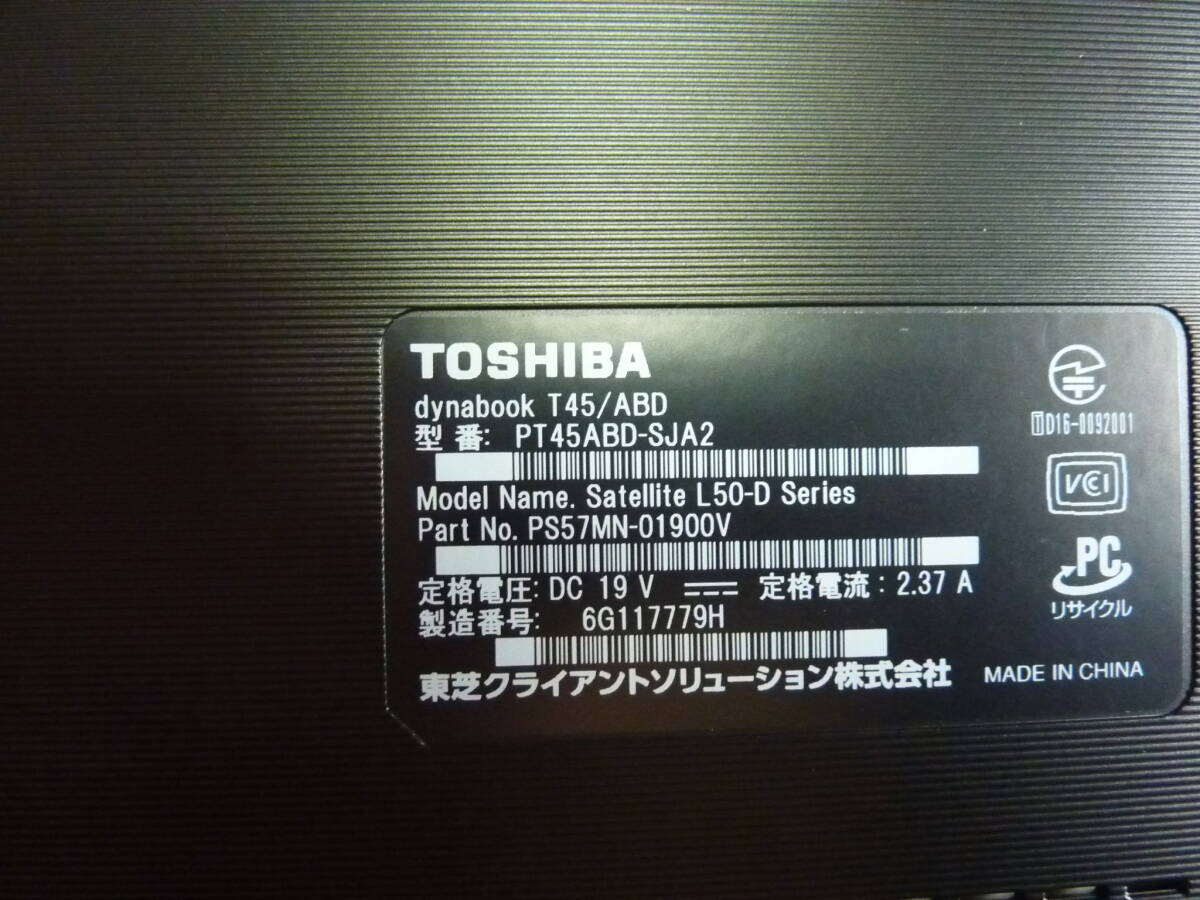 TOSHIBA
dynabook T45/ABD
型 番: PT45ABD-SJA2
Model Name. Satellite L50-D Series
Part No. PS57MN-01900V
定格電圧: DC 19 V 定格電流: 2.37 A
製造番号: 6G117779H
東芝クライアントソリューション株式会社
T D16-0092001
VCI
PC
リサイクル
MADE IN CHINA